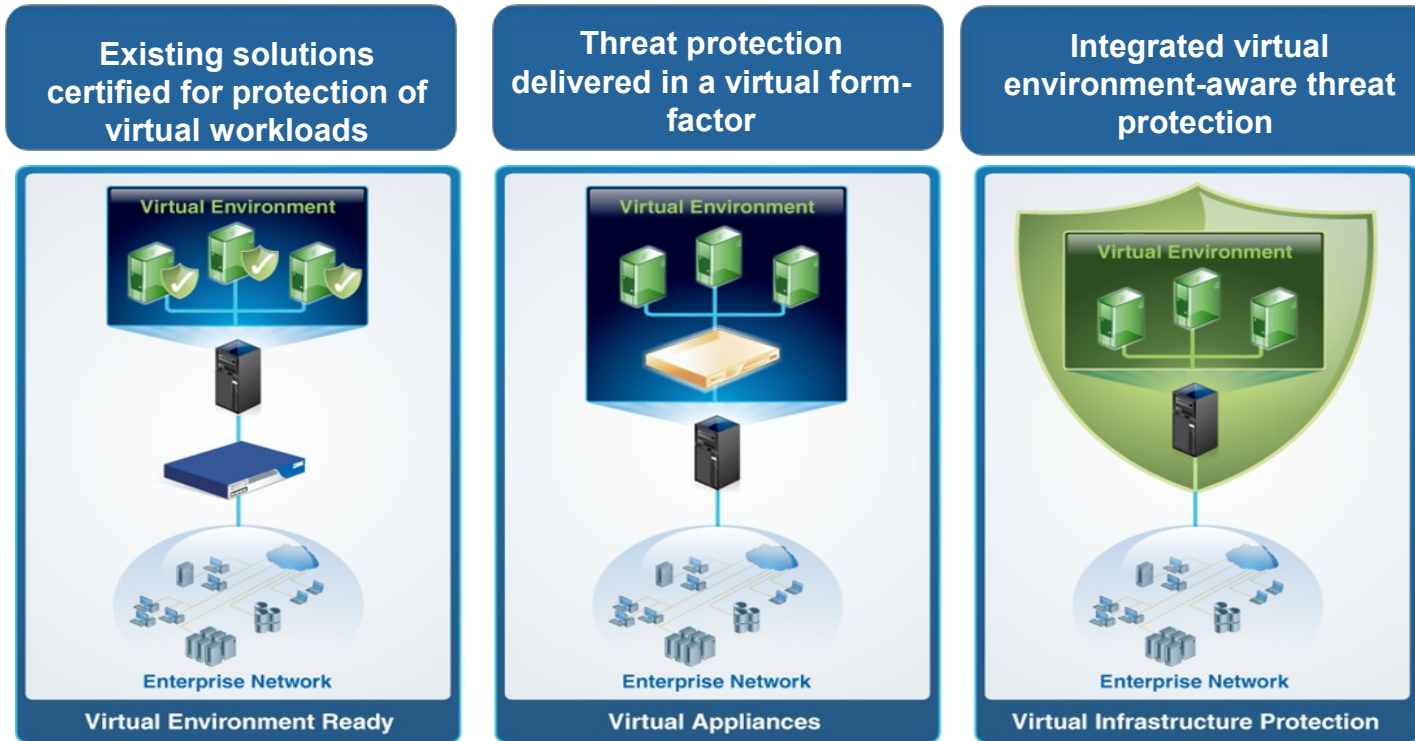 Existing solutions
certified for protection of
virtual workloads
Threat protection
delivered in a virtual form-
factor
Integrated virtual
environment-aware threat
protection
Virtual Environment
Enterprise Network
Virtual Environment Ready
Virtual Environment
Enterprise Network
Virtual Appliances
Virtual Environment
Enterprise Network
Virtual Infrastructure Protection